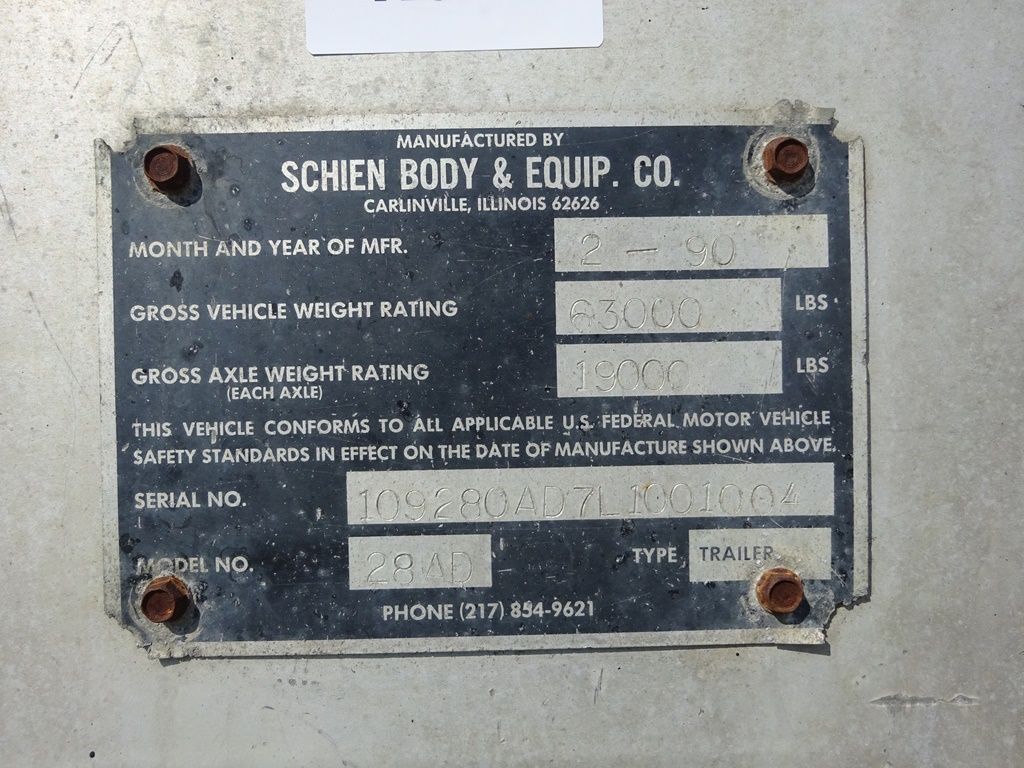 MANUFACTURED BY
SCHIEN BODY & EQUIP. CO.
CARLINVILLE, ILLINOIS 62626
MONTH AND YEAR OF MFR. 2 - 90
GROSS VEHICLE WEIGHT RATING 63000 LBS
GROSS AXLE WEIGHT RATING 19000 LBS
(EACH AXLE)
THIS VEHICLE CONFORMS TO ALL APPLICABLE U.S. FEDERAL MOTOR VEHICLE
SAFETY STANDARDS IN EFFECT ON THE DATE OF MANUFACTURE SHOWN ABOVE.
SERIAL NO. 109280AD7L1001004
MODEL NO. 28AD TYPE TRAILER
PHONE (217) 854-9621